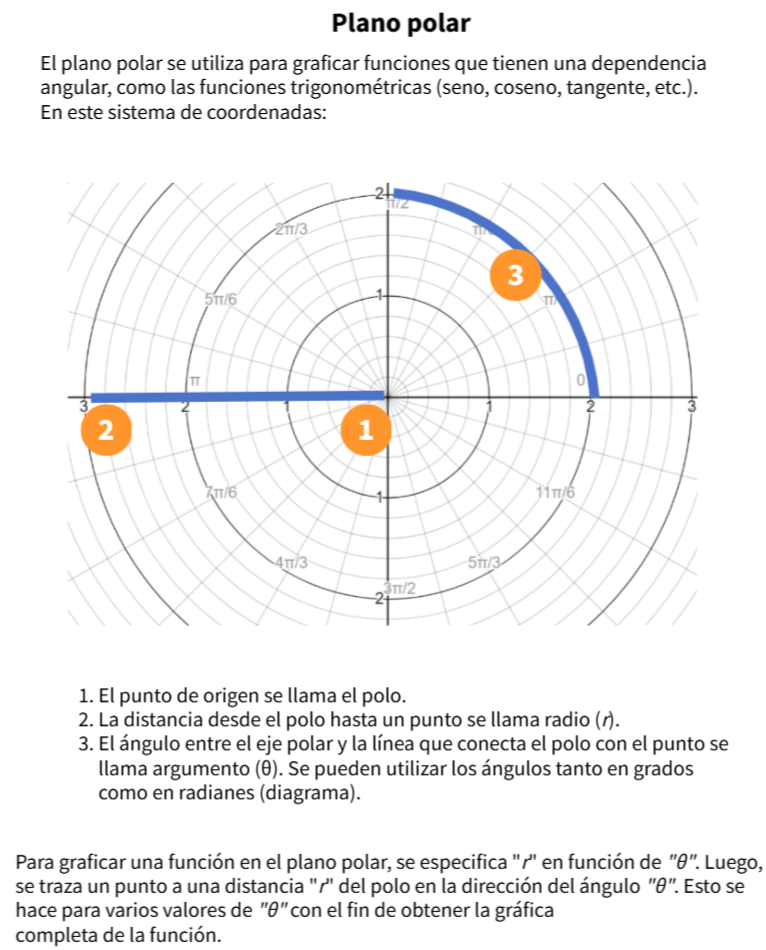 Plano polar
El plano polar se utiliza para graficar funciones que tienen una dependencia
angular, como las funciones trigonométricas (seno, coseno, tangente, etc.).
En este sistema de coordenadas:
2
π/2
2π/3
π/
3
5π/6
1
π
π
0
3
2
1
1
2
3
2
1
7π/6
1
11π/6
4π/3
5π/3
3π/2
2
1. El punto de origen se llama el polo.
2. La distancia desde el polo hasta un punto se llama radio (r).
3. El ángulo entre el eje polar y la línea que conecta el polo con el punto se
llama argumento (θ). Se pueden utilizar los ángulos tanto en grados
como en radianes (diagrama).
Para graficar una función en el plano polar, se especifica "r" en función de "θ". Luego,
se traza un punto a una distancia "r" del polo en la dirección del ángulo "θ". Esto se
hace para varios valores de "θ" con el fin de obtener la gráfica
completa de la función.